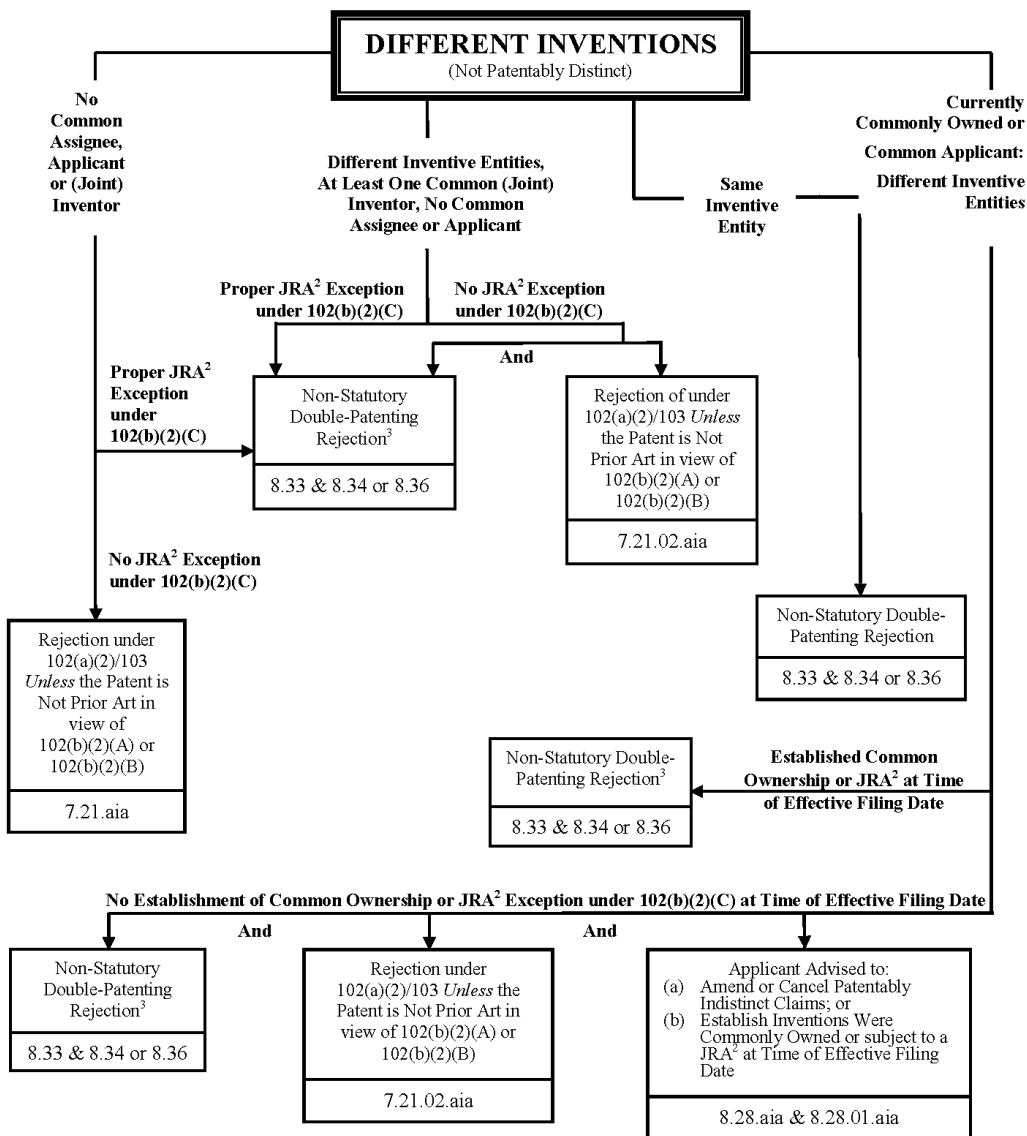 DIFFERENT INVENTIONS
(Not Patentably Distinct)
No
Common
Assignee,
Applicant
or (Joint)
Inventor
Different Inventive Entities,
At Least One Common (Joint)
Inventor, No Common
Assignee or Applicant
Same
Inventive
Entity
Currently
Commonly Owned or
Common Applicant:
Different Inventive
Entities
Proper JRA² Exception
under 102(b)(2)(C)
No JRA² Exception
under 102(b)(2)(C)
And
Proper JRA²
Exception
under
102(b)(2)(C)
Non-Statutory
Double-Patenting
Rejection³
8.33 & 8.34 or 8.36
Rejection of under
102(a)(2)/103 Unless
the Patent is Not
Prior Art in view of
102(b)(2)(A) or
102(b)(2)(B)
7.21.02.aia
No JRA² Exception
under 102(b)(2)(C)
Rejection under
102(a)(2)/103
Unless the Patent is
Not Prior Art in
view of
102(b)(2)(A) or
102(b)(2)(B)
7.21.aia
Non-Statutory Double-
Patenting Rejection
8.33 & 8.34 or 8.36
Non-Statutory Double-
Patenting Rejection³
8.33 & 8.34 or 8.36
Established Common
Ownership or JRA² at Time
of Effective Filing Date
No Establishment of Common Ownership or JRA² Exception under 102(b)(2)(C) at Time of Effective Filing Date
And
And
Non-Statutory
Double-Patenting
Rejection³
8.33 & 8.34 or 8.36
Rejection under
102(a)(2)/103 Unless the
Patent is Not Prior Art in
view of 102(b)(2)(A) or
102(b)(2)(B)
7.21.02.aia
Applicant Advised to:
(a) Amend or Cancel Patentably
Indistinct Claims; or
(b) Establish Inventions Were
Commonly Owned or subject to a
JRA² at Time of Effective Filing
Date
8.28.aia & 8.28.01.aia